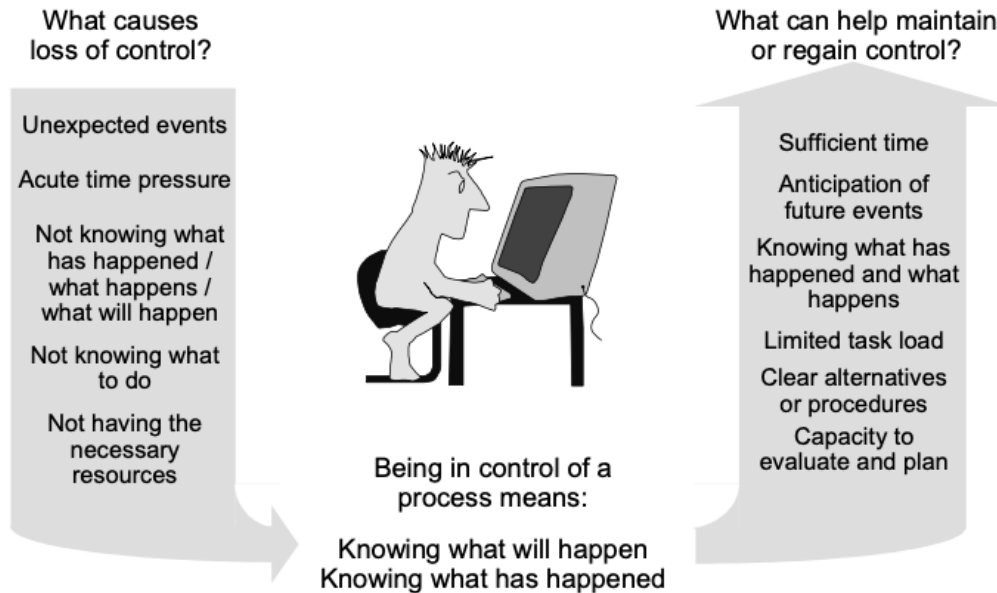 What causes
loss of control?
Unexpected events
Acute time pressure
Not knowing what
has happened /
what happens /
what will happen
Not knowing what
to do
Not having the
necessary
resources
Being in control of a
process means:
Knowing what will happen
Knowing what has happened
What can help maintain
or regain control?
Sufficient time
Anticipation of
future events
Knowing what has
happened and what
happens
Limited task load
Clear alternatives
or procedures
Capacity to
evaluate and plan